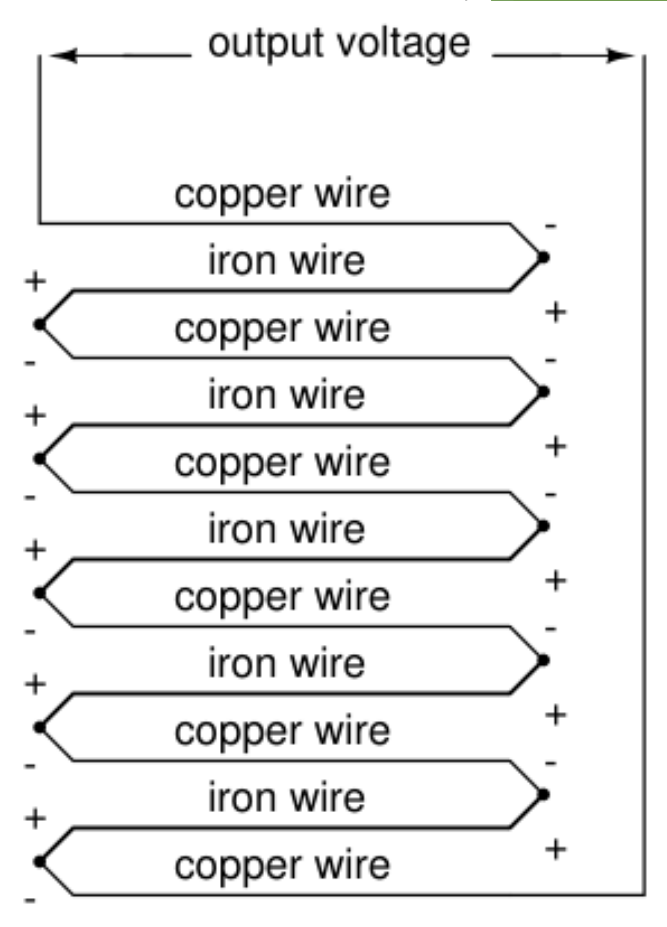 output voltage
copper wire
-
iron wire
+
+
copper wire
-
-
iron wire
+
+
copper wire
-
-
iron wire
+
+
copper wire
-
-
iron wire
+
+
copper wire
-
-
iron wire
+
+
copper wire
-